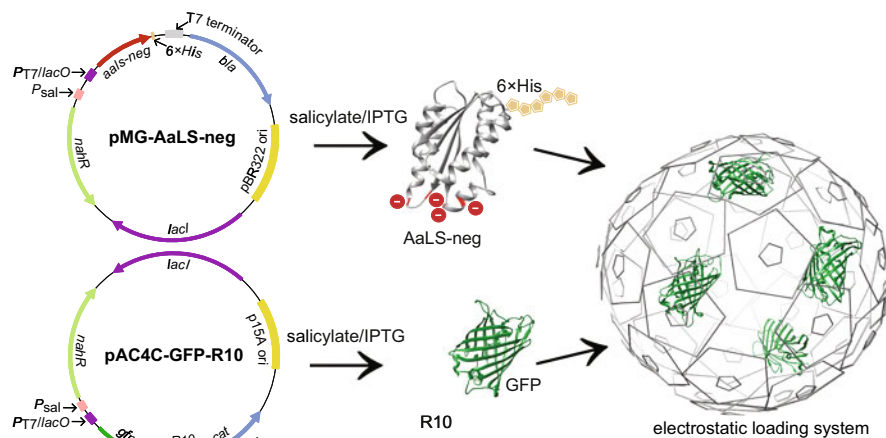 T7 terminator
PT7/lacO
aals-neg
6×His
bla
Psal
pMG-AaLS-neg
nahR
pBR322 ori
lacI
salicylate/IPTG
6×His
AaLS-neg
lacI
nahR
p15A ori
pAC4C-GFP-R10
salicylate/IPTG
Psal
PT7/lacO
R10
cat
GFP
R10
electrostatic loading system